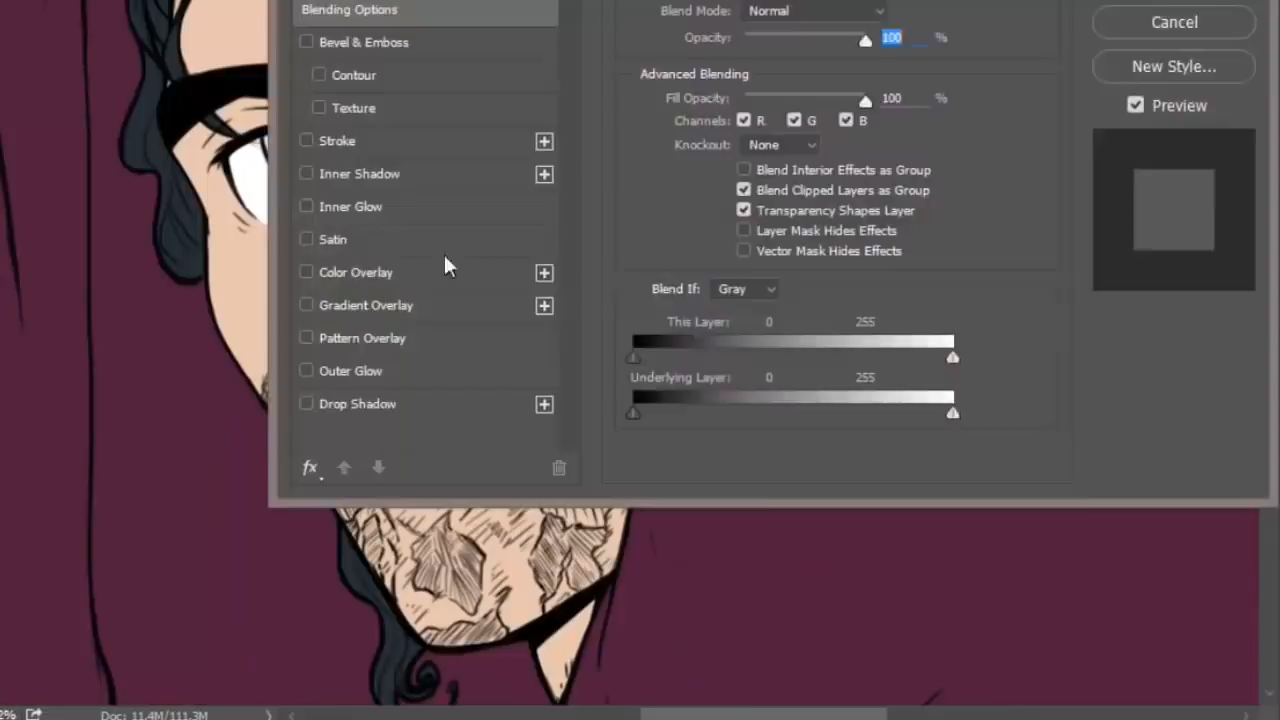 Blending Options
Bevel & Emboss
Contour
Texture
Stroke
Inner Shadow
Inner Glow
Satin
Color Overlay
Gradient Overlay
Pattern Overlay
Outer Glow
Drop Shadow
fx
Blend Mode: Normal
Opacity: 100 %
Advanced Blending
Fill Opacity: 100 %
Channels: R G B
Knockout: None
Blend Interior Effects as Group
Blend Clipped Layers as Group
Transparency Shapes Layer
Layer Mask Hides Effects
Vector Mask Hides Effects
Blend If: Gray
This Layer: 0 255
Underlying Layer: 0 255
Cancel
New Style...
Preview
2% Doc: 11.4M/111.3M